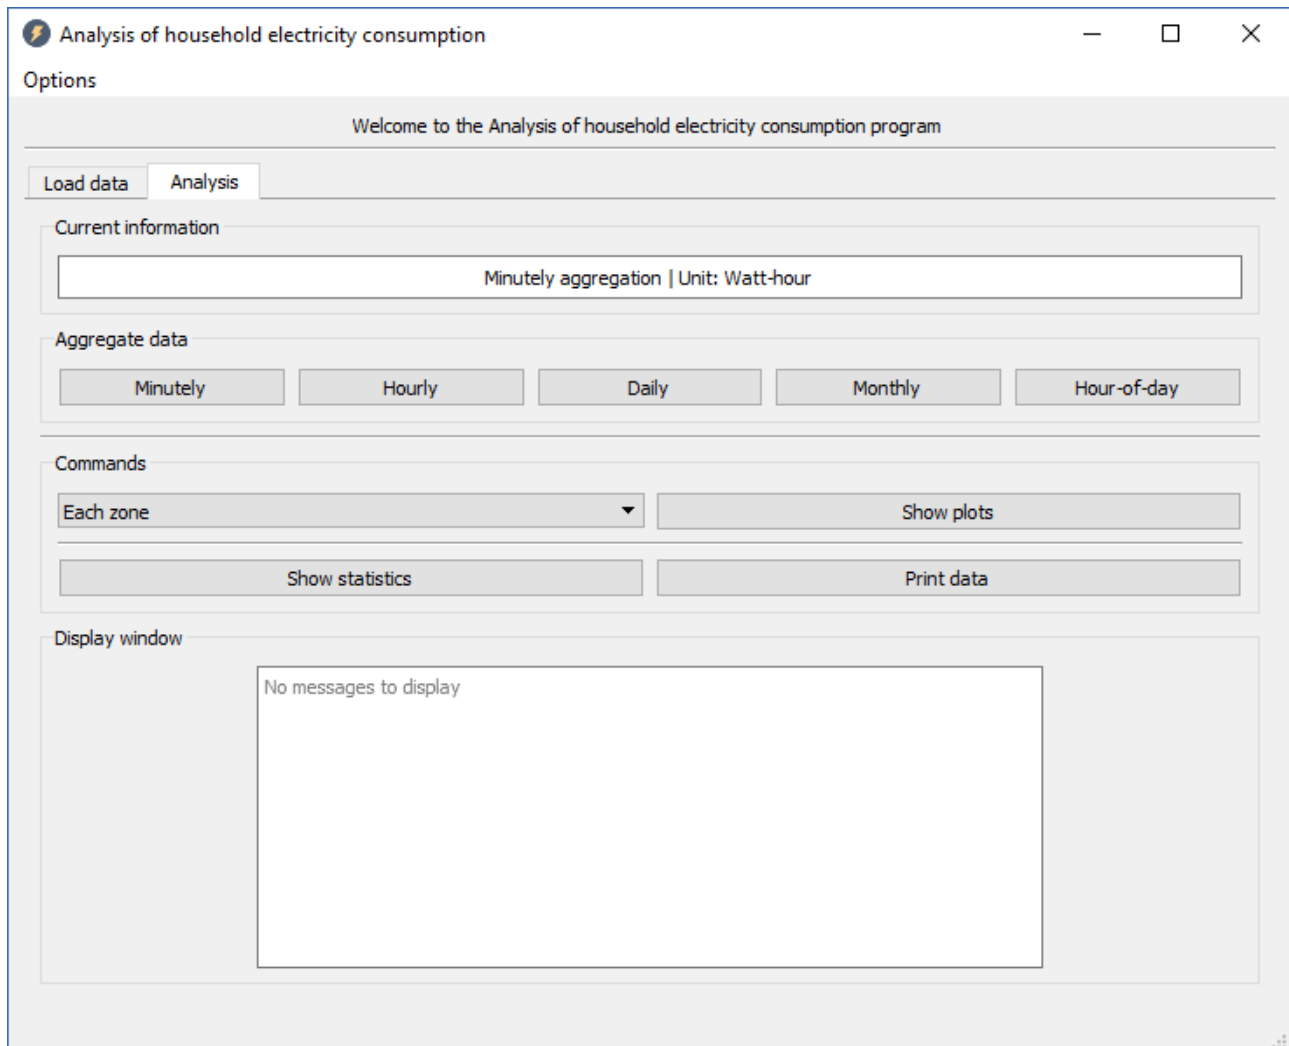 Analysis of household electricity consumption
Options
Welcome to the Analysis of household electricity consumption program
Load data Analysis
Current information
Minutely aggregation | Unit: Watt-hour
Aggregate data
Minutely Hourly Daily Monthly Hour-of-day
Commands
Each zone Show plots
Show statistics Print data
Display window
No messages to display